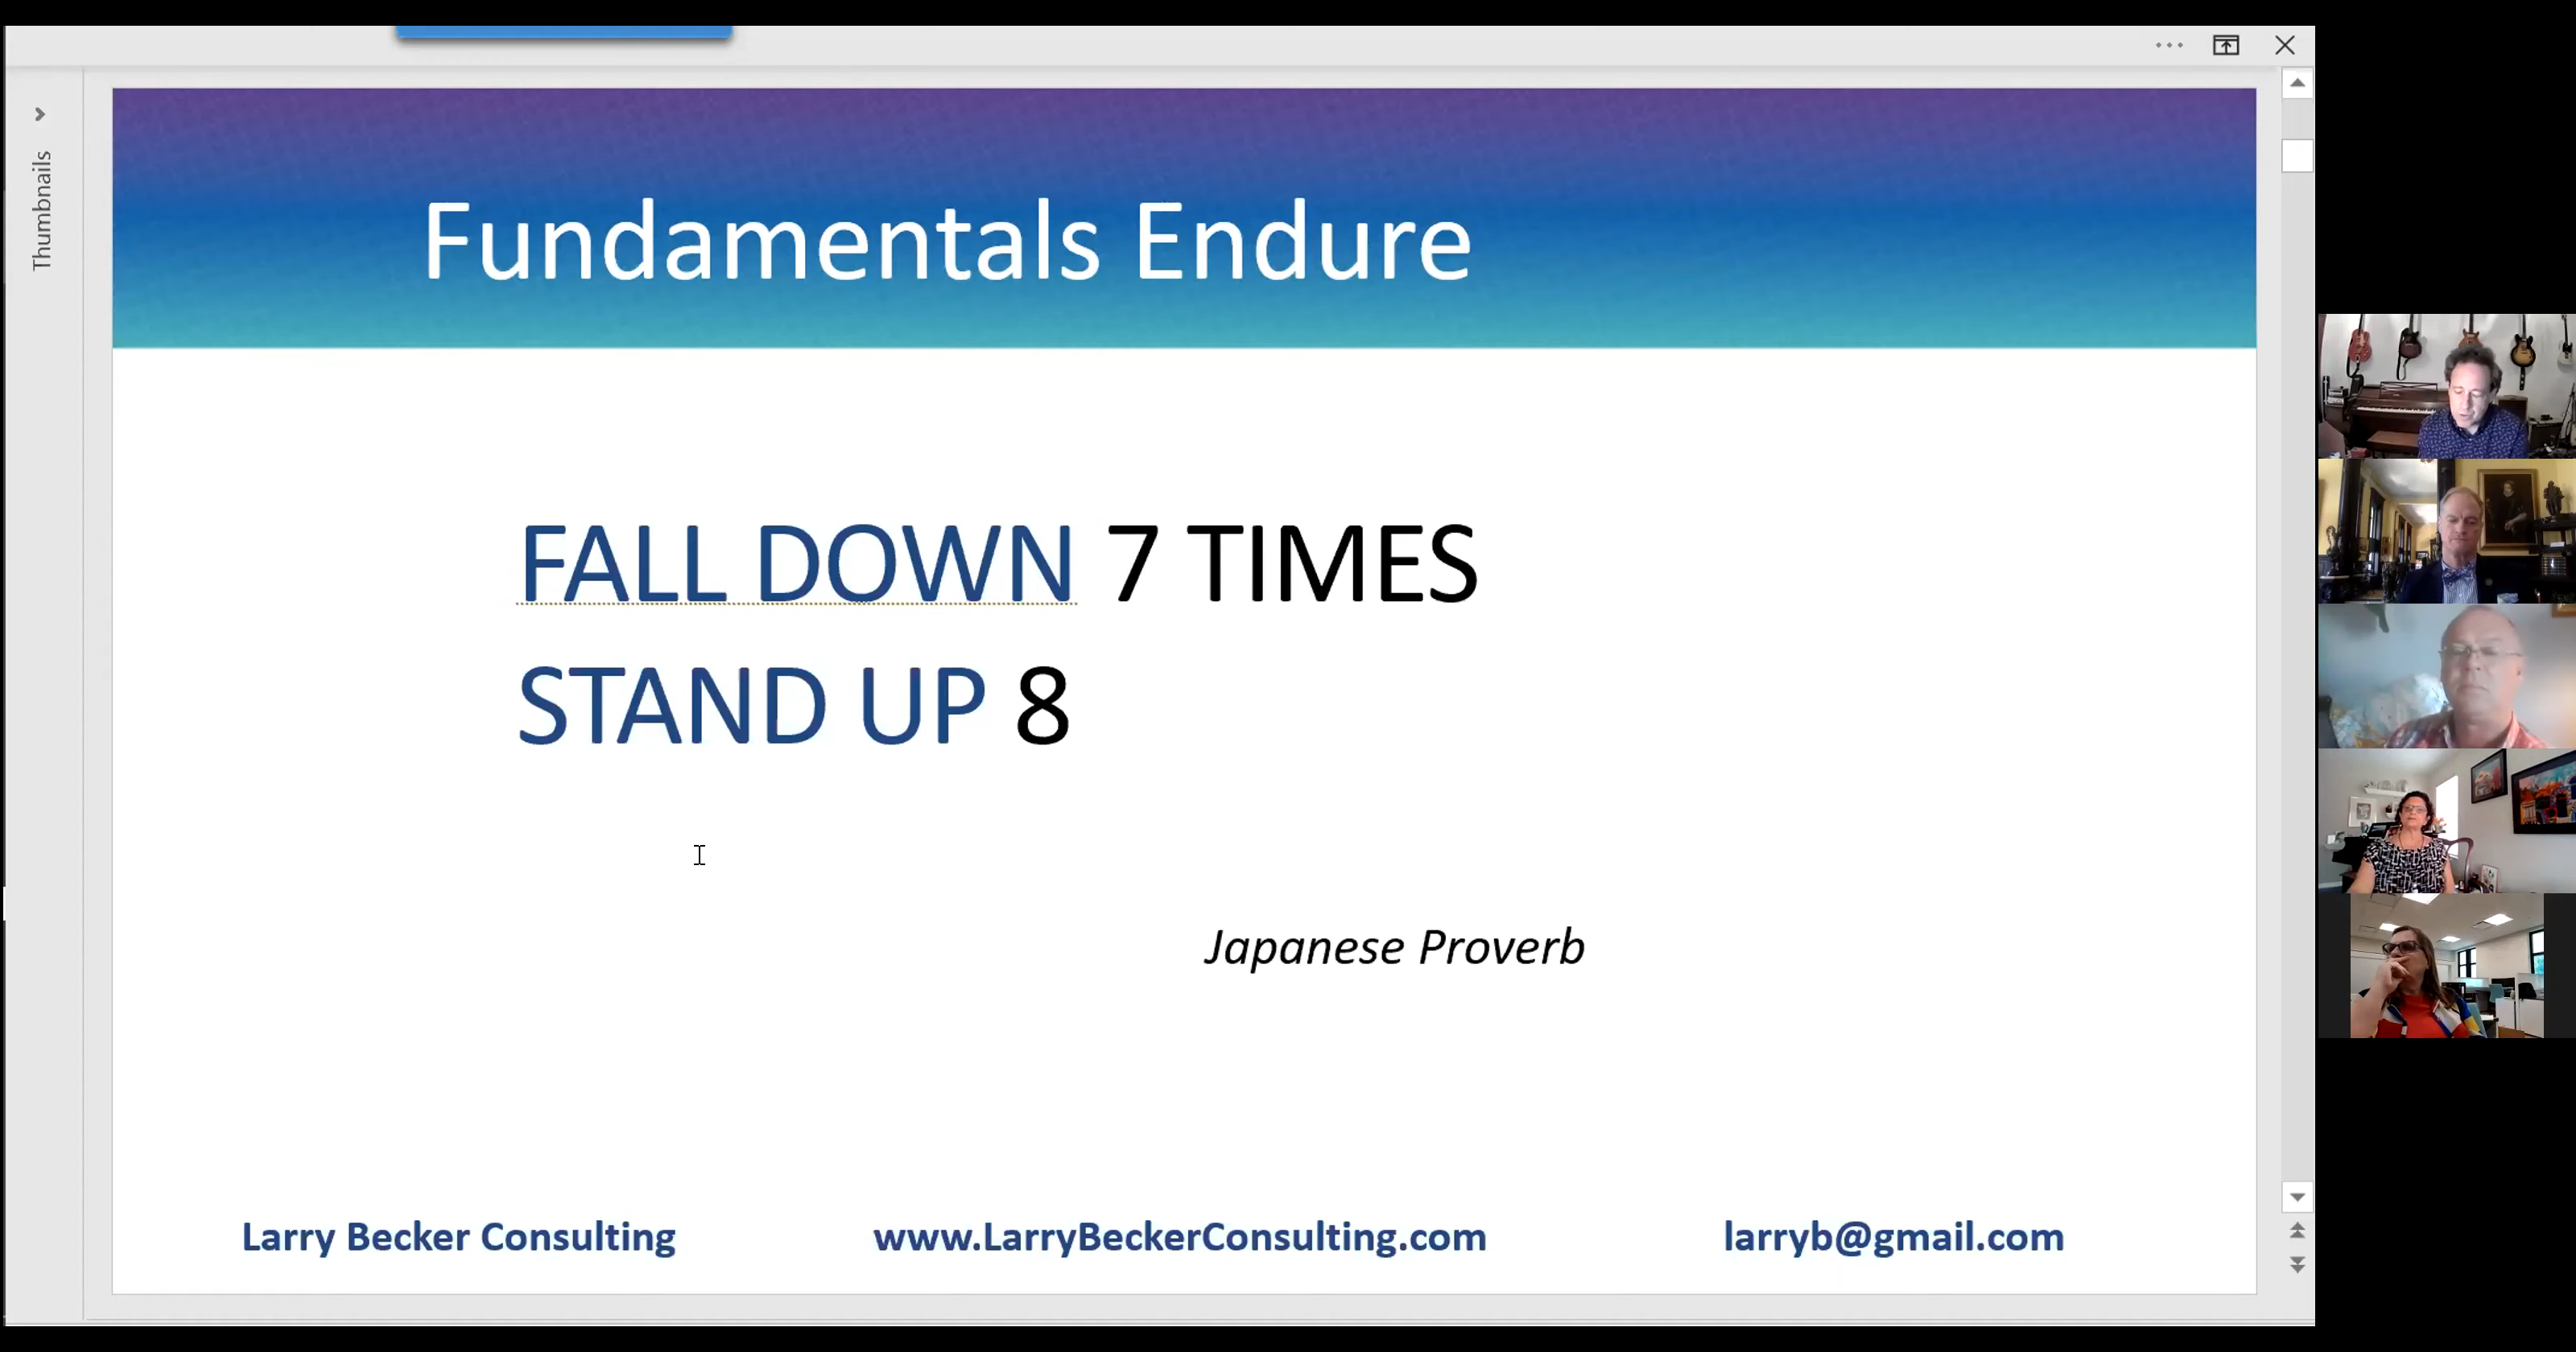 Thumbnails
Fundamentals Endure
FALL DOWN 7 TIMES
STAND UP 8
Japanese Proverb
Larry Becker Consulting
www.LarryBeckerConsulting.com
larryb@gmail.com